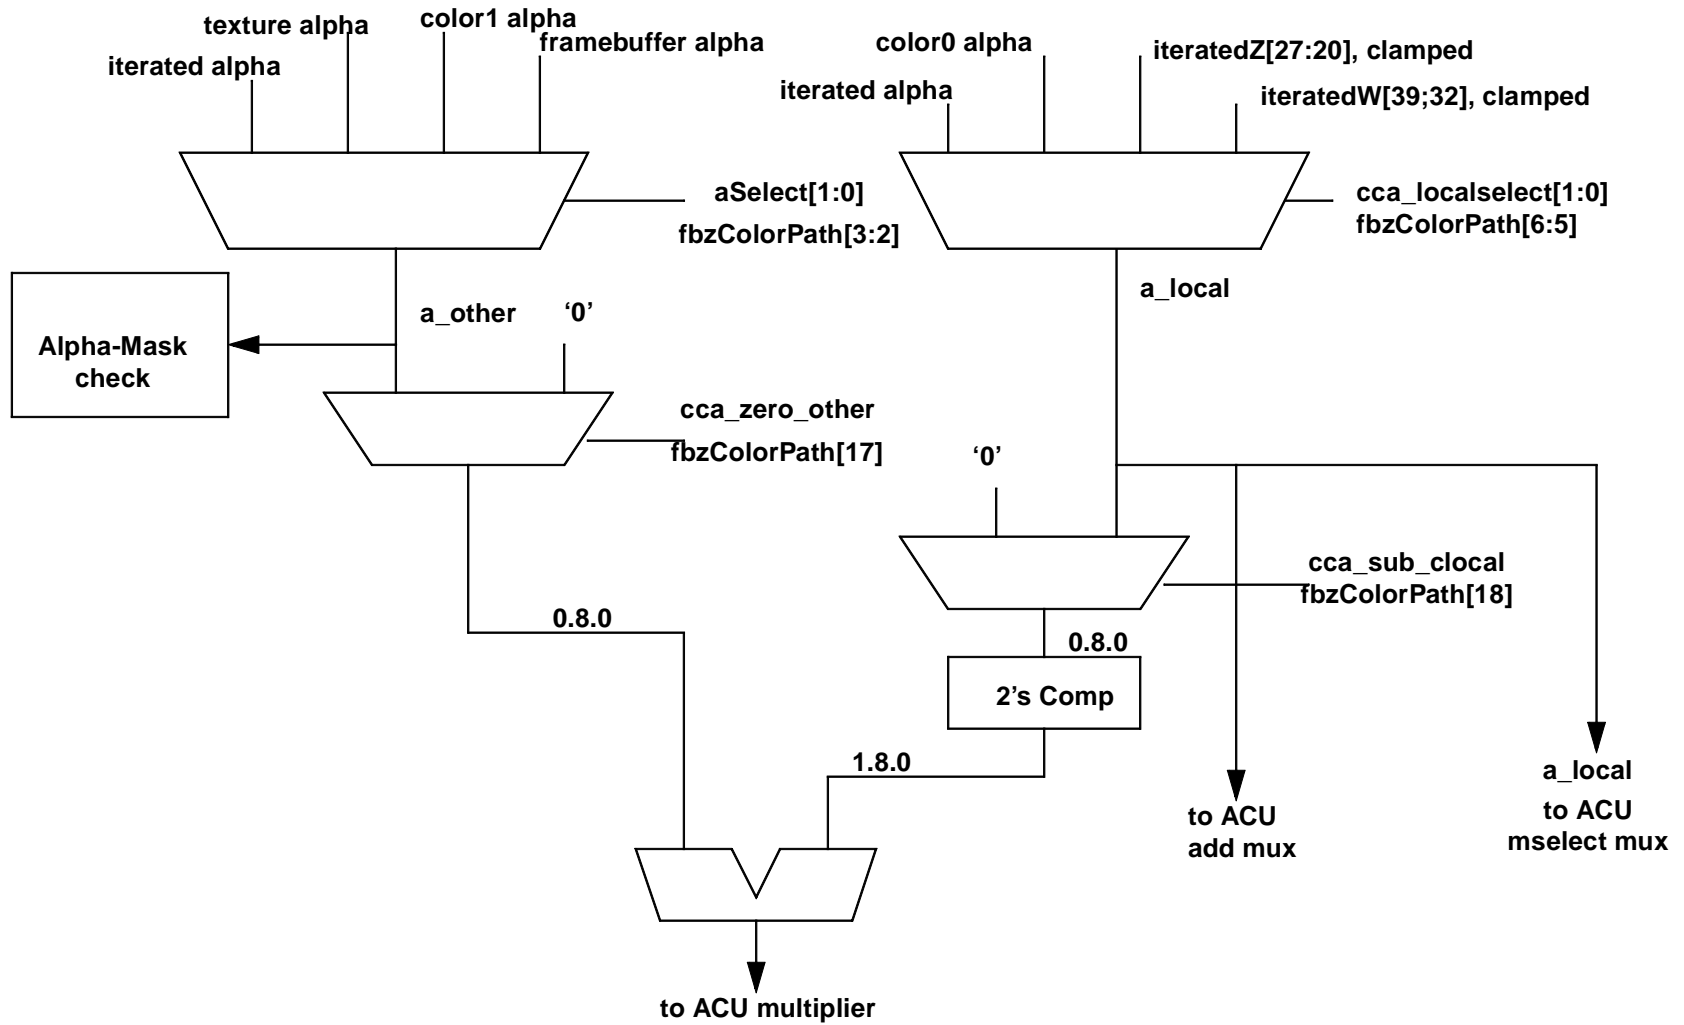 texture alpha
color1 alpha
framebuffer alpha
iterated alpha
color0 alpha
iteratedZ[27:20], clamped
iterated alpha
iteratedW[39;32], clamped
aSelect[1:0]
fbzColorPath[3:2]
cca_localselect[1:0]
fbzColorPath[6:5]
a_other
‘0’
a_local
Alpha-Mask
check
cca_zero_other
fbzColorPath[17]
‘0’
cca_sub_clocal
fbzColorPath[18]
0.8.0
0.8.0
2’s Comp
1.8.0
to ACU
add mux
a_local
to ACU
mselect mux
to ACU multiplier